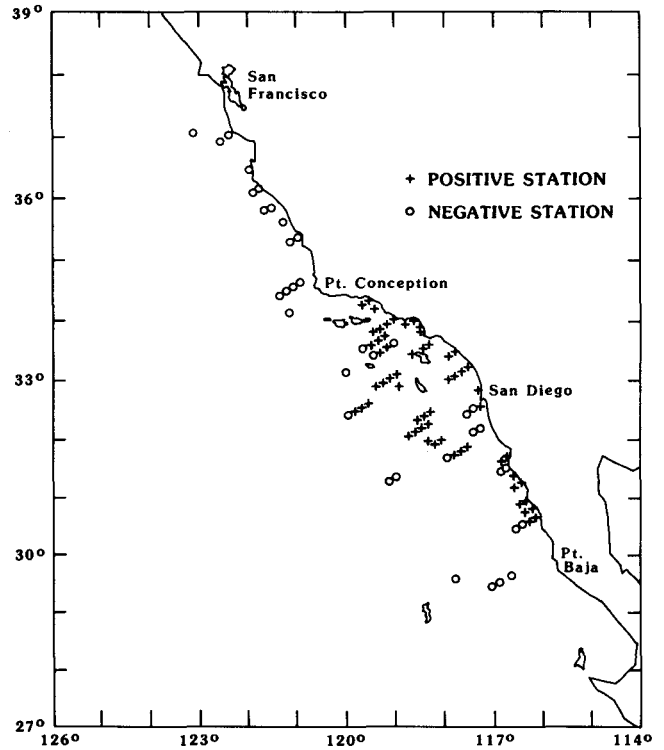 39°
San
Francisco
+ POSITIVE STATION
36°
o NEGATIVE STATION
Pt. Conception
33°
San Diego
30°
Pt.
Baja
27°
126°
123°
120°
117°
114°